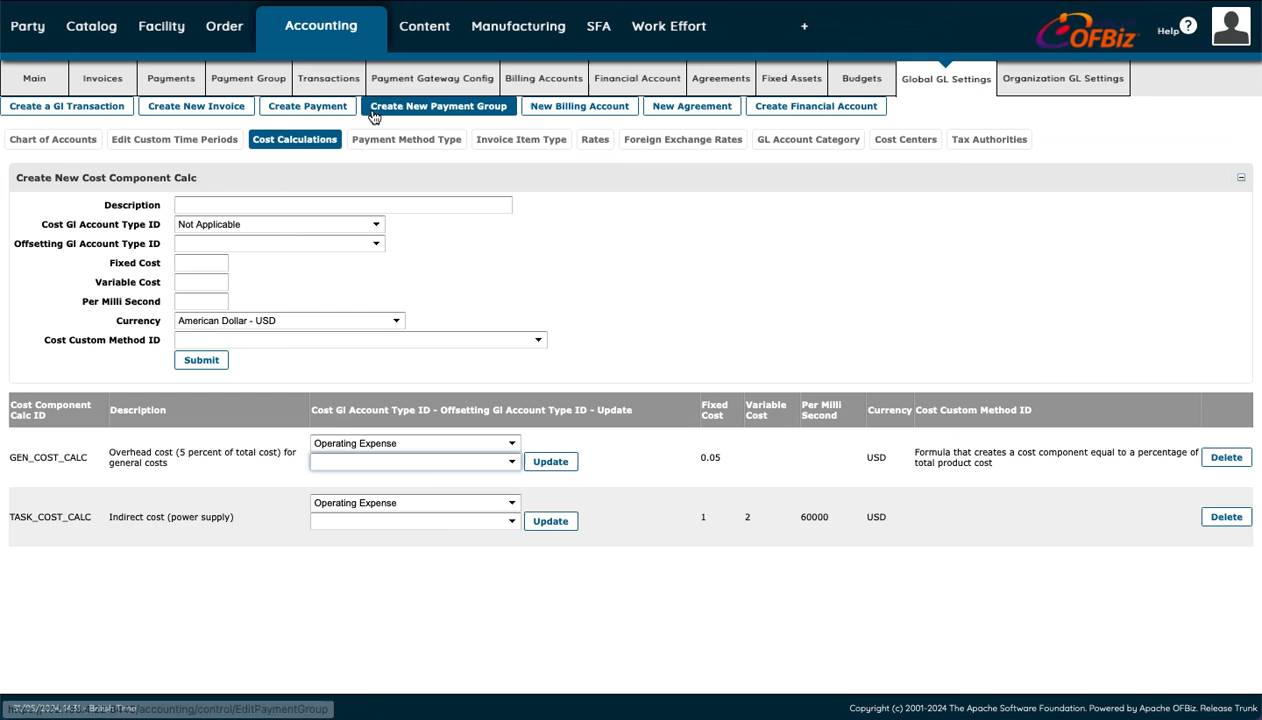 Party Catalog Facility Order Accounting Content Manufacturing SFA Work Effort + OFBiz Help ?
Main Invoices Payments Payment Group Transactions Payment Gateway Config Billing Accounts Financial Account Agreements Fixed Assets Budgets Global GL Settings Organization GL Settings
Create a Gl Transaction Create New Invoice Create Payment Create New Payment Group New Billing Account New Agreement Create Financial Account
Chart of Accounts Edit Custom Time Periods Cost Calculations Payment Method Type Invoice Item Type Rates Foreign Exchange Rates GL Account Category Cost Centers Tax Authorities
Create New Cost Component Calc
Description
Cost Gl Account Type ID Not Applicable
Offsetting Gl Account Type ID
Fixed Cost
Variable Cost
Per Milli Second
Currency American Dollar - USD
Cost Custom Method ID
Submit
Cost Component Calc ID Description Cost Gl Account Type ID - Offsetting Gl Account Type ID - Update Fixed Cost Variable Cost Per Milli Second Currency Cost Custom Method ID
Operating Expense
GEN_COST_CALC Overhead cost (5 percent of total cost) for general costs Update 0.05 USD Formula that creates a cost component equal to a percentage of total product cost Delete
Operating Expense
TASK_COST_CALC Indirect cost (power supply) Update 1 2 60000 USD Delete
/accounting/control/EditPaymentGroup
Copyright (c) 2001-2024 The Apache Software Foundation. Powered by Apache OFBiz. Release Trunk